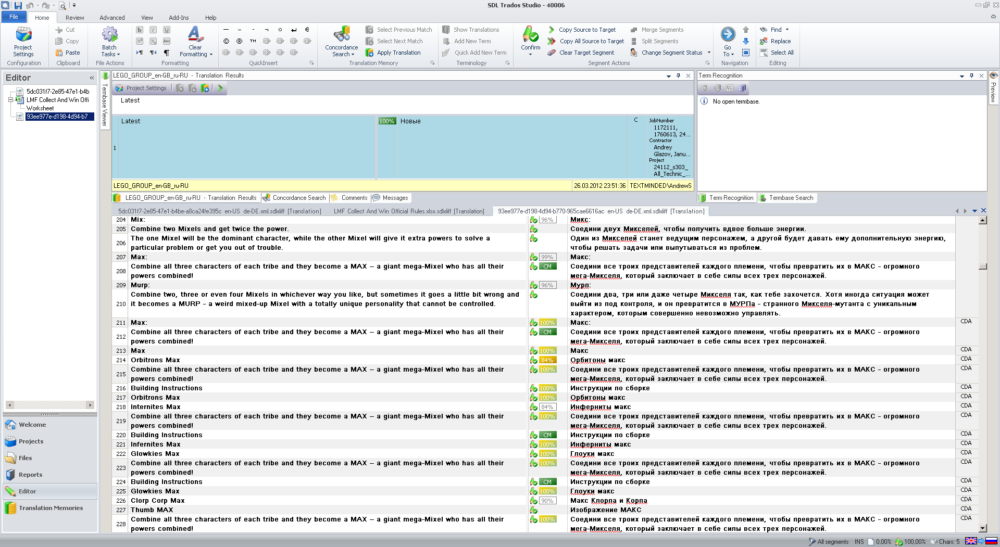 SDL Trados Studio - 40006
File Home Review Advanced View Add-Ins Help
Project Settings
Configuration
Cut
Copy
Paste
Clipboard
Batch Tasks
File Actions
Clear Formatting
Formatting
QuickInsert
Concordance Search
Select Previous Match
Select Next Match
Apply Translation
Translation Memory
Show Translations
Add New Term
Quick Add New Term
Terminology
Confirm
Copy Source to Target
Copy All Source to Target
Clear Target Segment
Merge Segments
Split Segments
Change Segment Status
Segment Actions
Go To
Navigation
Find
Replace
Select All
Editing
Editor
5dc031f7-2e85-47e1-b4b
LMF Collect And Win Offi
Worksheet
93ee977e-d198-4d94-b7
Welcome
Projects
Files
Reports
Editor
Translation Memories
Termbase Viewer
LEGO_GROUP_en-GB_ru-RU - Translation Results
Project Settings
Latest
1 Latest 100% Новые C
JobNumber
1172111,
1760613, 24...
Contractor
Andrey
Glazov, Janu...
Project
24112_s303_
All_Technic_...
LEGO_GROUP_en-GB_ru-RU 26.03.2012 23:51:36 TEXTMINDED\AndrewS
LEGO_GROUP_en-GB_ru-RU - Translation Results Concordance Search Comments Messages
Term Recognition
No open termbase.
Term Recognition Termbase Search
Preview
5dc031f7-2e85-47e1-b4be-a8ca24fe395c en-US de-DE.xml.sdlxliff [Translation] LMF Collect And Win Official Rules.xlsx.sdlxliff [Translation] 93ee977e-d198-4d94-b770-965cae6616ac en-US de-DE.xml.sdlxliff [Translation]
204 Mix: 96% Микс:
205 Combine two Mixels and get twice the power. Соедини двух Микселей, чтобы получить вдвое больше энергии.
206 The one Mixel will be the dominant character, while the other Mixel will give it extra powers to solve a
particular problem or get you out of trouble.
Один из Микселей станет ведущим персонажем, а другой будет давать ему дополнительную энергию,
чтобы решать задачи или выпутываться из проблем.
207 Max: 99% Макс:
208 Combine all three characters of each tribe and they become a MAX – a giant mega-Mixel who has all their
powers combined!
CM Соедини все троих представителей каждого племени, чтобы превратить их в МАКС - огромного
мега-Микселя, который заключает в себе силы всех трех персонажей.
209 Murp: 96% Мурп:
210 Combine two, three or even four Mixels in whichever way you like, but sometimes it goes a little bit wrong and
it becomes a MURP - a weird mixed-up Mixel with a totally unique personality that cannot be controlled.
Соедини два, три или даже четыре Микселя так, как тебе захочется. Хотя иногда ситуация может
выйти из под контроля, и он превратится в МУРПа - странного Микселя-мутанта с уникальным
характером, которым совершенно невозможно управлять.
211 Max: 100% Макс: CDA
212 Combine all three characters of each tribe and they become a MAX – a giant mega-Mixel who has all their
powers combined!
CM Соедини все троих представителей каждого племени, чтобы превратить их в МАКС - огромного
мега-Микселя, который заключает в себе силы всех трех персонажей.
213 Max 100% Макс CDA
214 Orbitrons Max 84% Орбитоны макс CDA
215 Combine all three characters of each tribe and they become a MAX – a giant mega-Mixel who has all their
powers combined!
100% Соедини все троих представителей каждого племени, чтобы превратить их в МАКС - огромного CDA
мега-Микселя, который заключает в себе силы всех трех персонажей.
216 Building Instructions 100% Инструкции по сборке CDA
217 Orbitrons Max 100% Орбитоны макс CDA
218 Internites Max 84% Инферниты макс CDA
219 Combine all three characters of each tribe and they become a MAX – a giant mega-Mixel who has all their
powers combined!
100% Соедини все троих представителей каждого племени, чтобы превратить их в МАКС - огромного CDA
мега-Микселя, который заключает в себе силы всех трех персонажей.
220 Building Instructions CM Инструкции по сборке CDA
221 Infernites Max 100% Инферниты макс CDA
222 Glowkies Max 100% Глоуки макс CDA
223 Combine all three characters of each tribe and they become a MAX – a giant mega-Mixel who has all their
powers combined!
100% Соедини все троих представителей каждого племени, чтобы превратить их в МАКС - огромного CDA
мега-Микселя, который заключает в себе силы всех трех персонажей.
224 Building Instructions CM Инструкции по сборке CDA
225 Glowkies Max 100% Глоуки макс CDA
226 Clorp Corp Max 90% Макс Клорпа и Корпа CDA
227 Thumb MAX Изображение МАКС CDA
228 Combine all three characters of each tribe and they become a MAX – a giant mega-Mixel who has all their
powers combined!
100% Соедини все троих представителей каждого племени, чтобы превратить их в МАКС - огромного CDA
мега-Микселя, который заключает в себе силы всех трех персонажей.
All segments INS 0,00% 100,00% Chars: 5